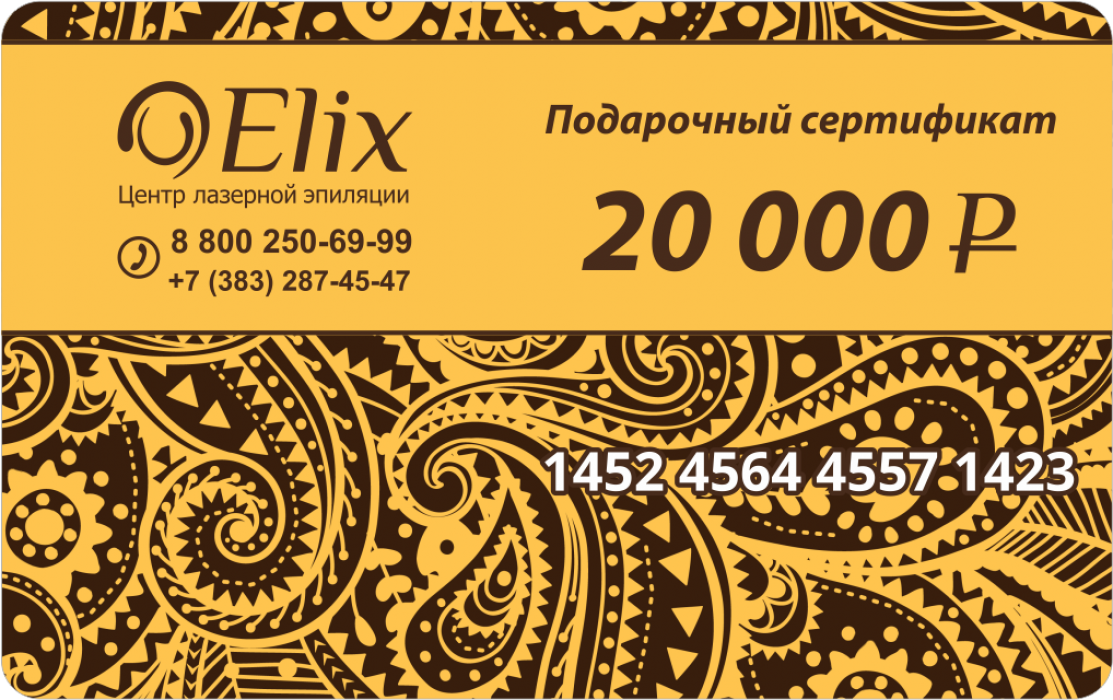 Elix
Центр лазерной эпиляции
8 800 250-69-99
+7 (383) 287-45-47
Подарочный сертификат
20 000 ₽
1452 4564 4557 1423